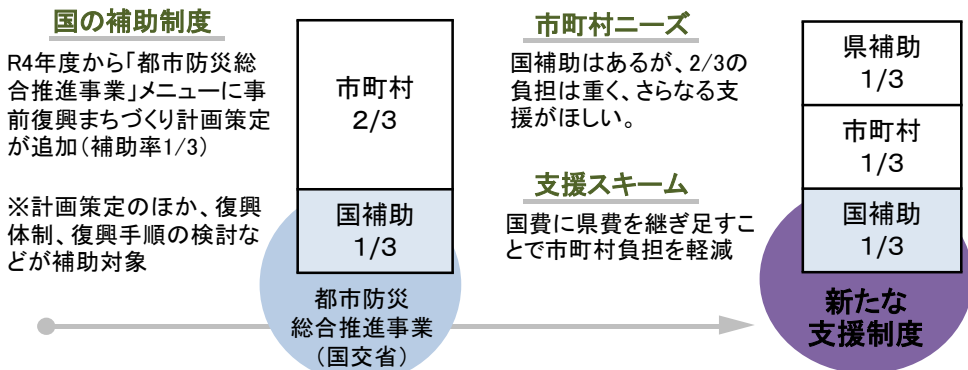 国の補助制度
R4年度から「都市防災総
合推進事業」メニューに事
前復興まちづくり計画策定
が追加（補助率1/3）
※計画策定のほか、復興
体制、復興手順の検討な
どが補助対象
市町村
2/3
国補助
1/3
都市防災
総合推進事業
（国交省）
市町村ニーズ
国補助はあるが、2/3の
負担は重く、さらなる支
援がほしい。
支援スキーム
国費に県費を継ぎ足すこ
とで市町村負担を軽減
県補助
1/3
市町村
1/3
国補助
1/3
新たな
支援制度